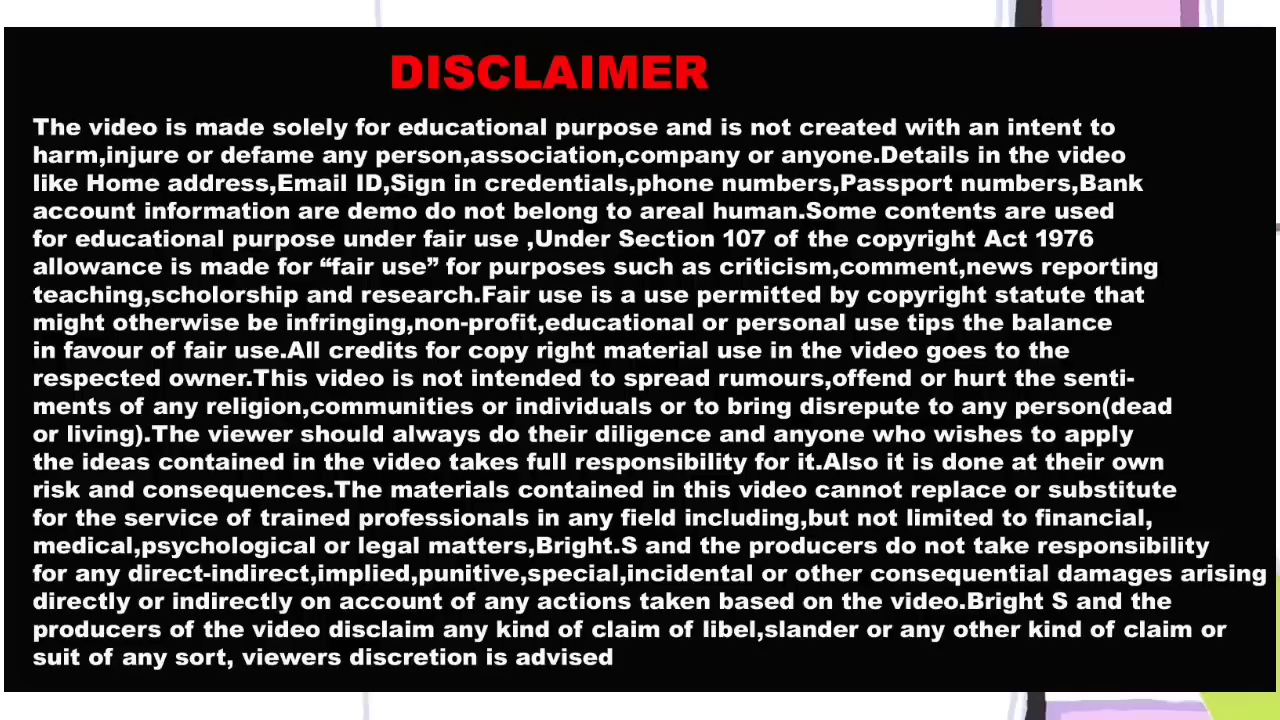 DISCLAIMER
The video is made solely for educational purpose and is not created with an intent to
harm,injure or defame any person,association,company or anyone.Details in the video
like Home address,Email ID,Sign in credentials,phone numbers,Passport numbers,Bank
account information are demo do not belong to areal human.Some contents are used
for educational purpose under fair use ,Under Section 107 of the copyright Act 1976
allowance is made for “fair use” for purposes such as criticism,comment,news reporting
teaching,scholorship and research.Fair use is a use permitted by copyright statute that
might otherwise be infringing,non-profit,educational or personal use tips the balance
in favour of fair use.All credits for copy right material use in the video goes to the
respected owner.This video is not intended to spread rumours,offend or hurt the senti-
ments of any religion,communities or individuals or to bring disrepute to any person(dead
or living).The viewer should always do their diligence and anyone who wishes to apply
the ideas contained in the video takes full responsibility for it.Also it is done at their own
risk and consequences.The materials contained in this video cannot replace or substitute
for the service of trained professionals in any field including,but not limited to financial,
medical,psychological or legal matters,Bright.S and the producers do not take responsibility
for any direct-indirect,implied,punitive,special,incidental or other consequential damages arising
directly or indirectly on account of any actions taken based on the video.Bright S and the
producers of the video disclaim any kind of claim of libel,slander or any other kind of claim or
suit of any sort, viewers discretion is advised